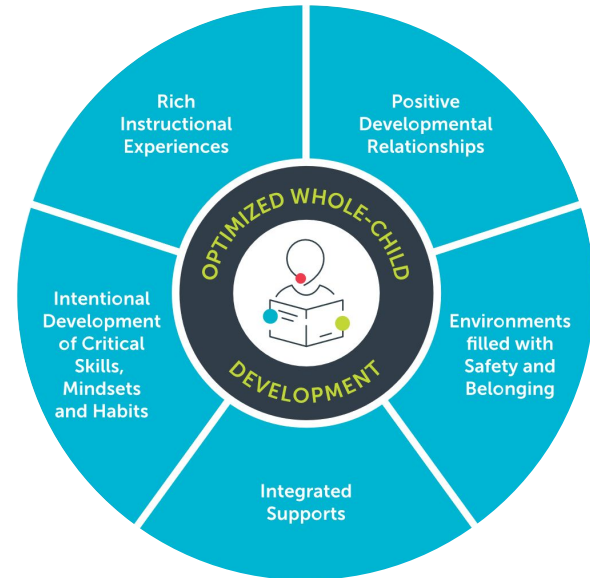 Rich
Instructional
Experiences
Positive
Developmental
Relationships
OPTIMIZED WHOLE-CHILD
DEVELOPMENT
Intentional
Development
of Critical
Skills,
Mindsets
and Habits
Environments
filled with
Safety and
Belonging
Integrated
Supports